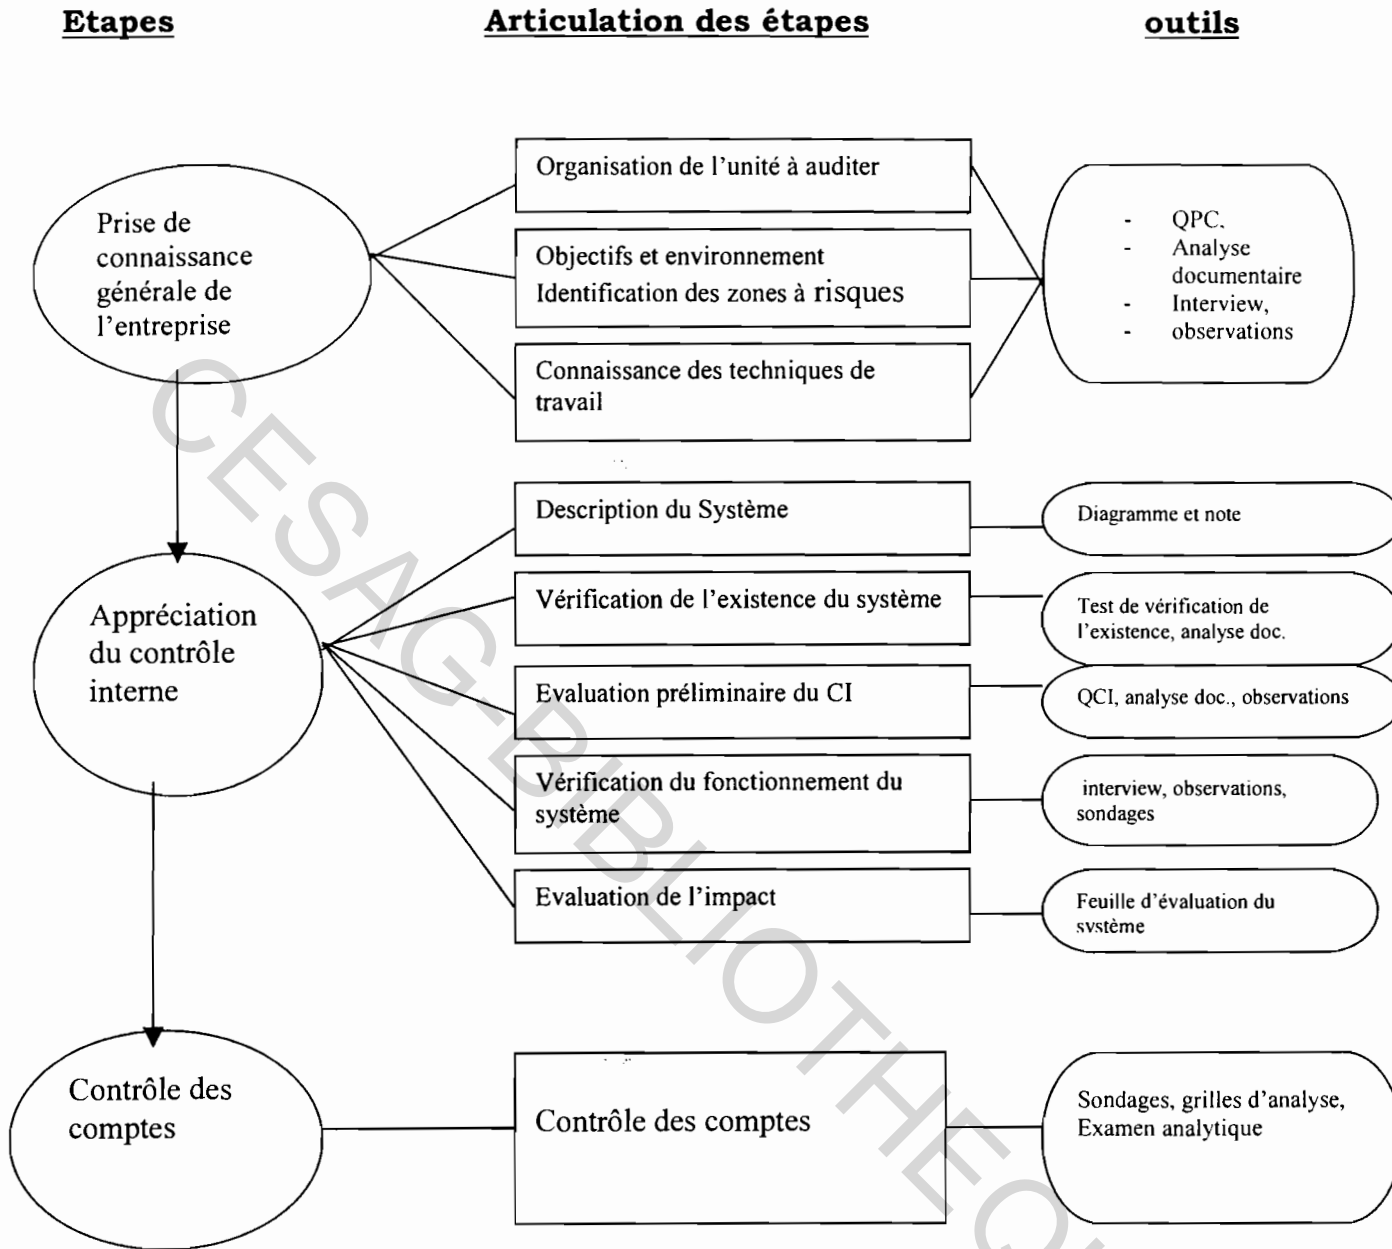 Etapes
Articulation des étapes
outils
Prise de
connaissance
générale de
l'entreprise
Organisation de l'unité à auditer
Objectifs et environnement
Identification des zones à risques
Connaissance des techniques de
travail
- QPC,
- Analyse
documentaire
- Interview,
- observations
Appréciation
du contrôle
interne
Description du Système
Diagramme et note
Vérification de l'existence du système
Test de vérification de
l'existence, analyse doc.
Evaluation préliminaire du CI
QCI, analyse doc., observations
Vérification du fonctionnement du
système
interview, observations,
sondages
Evaluation de l'impact
Feuille d'évaluation du
système
Contrôle des
comptes
Contrôle des comptes
Sondages, grilles d'analyse,
Examen analytique
CESAG-BIBLIOTHEQU